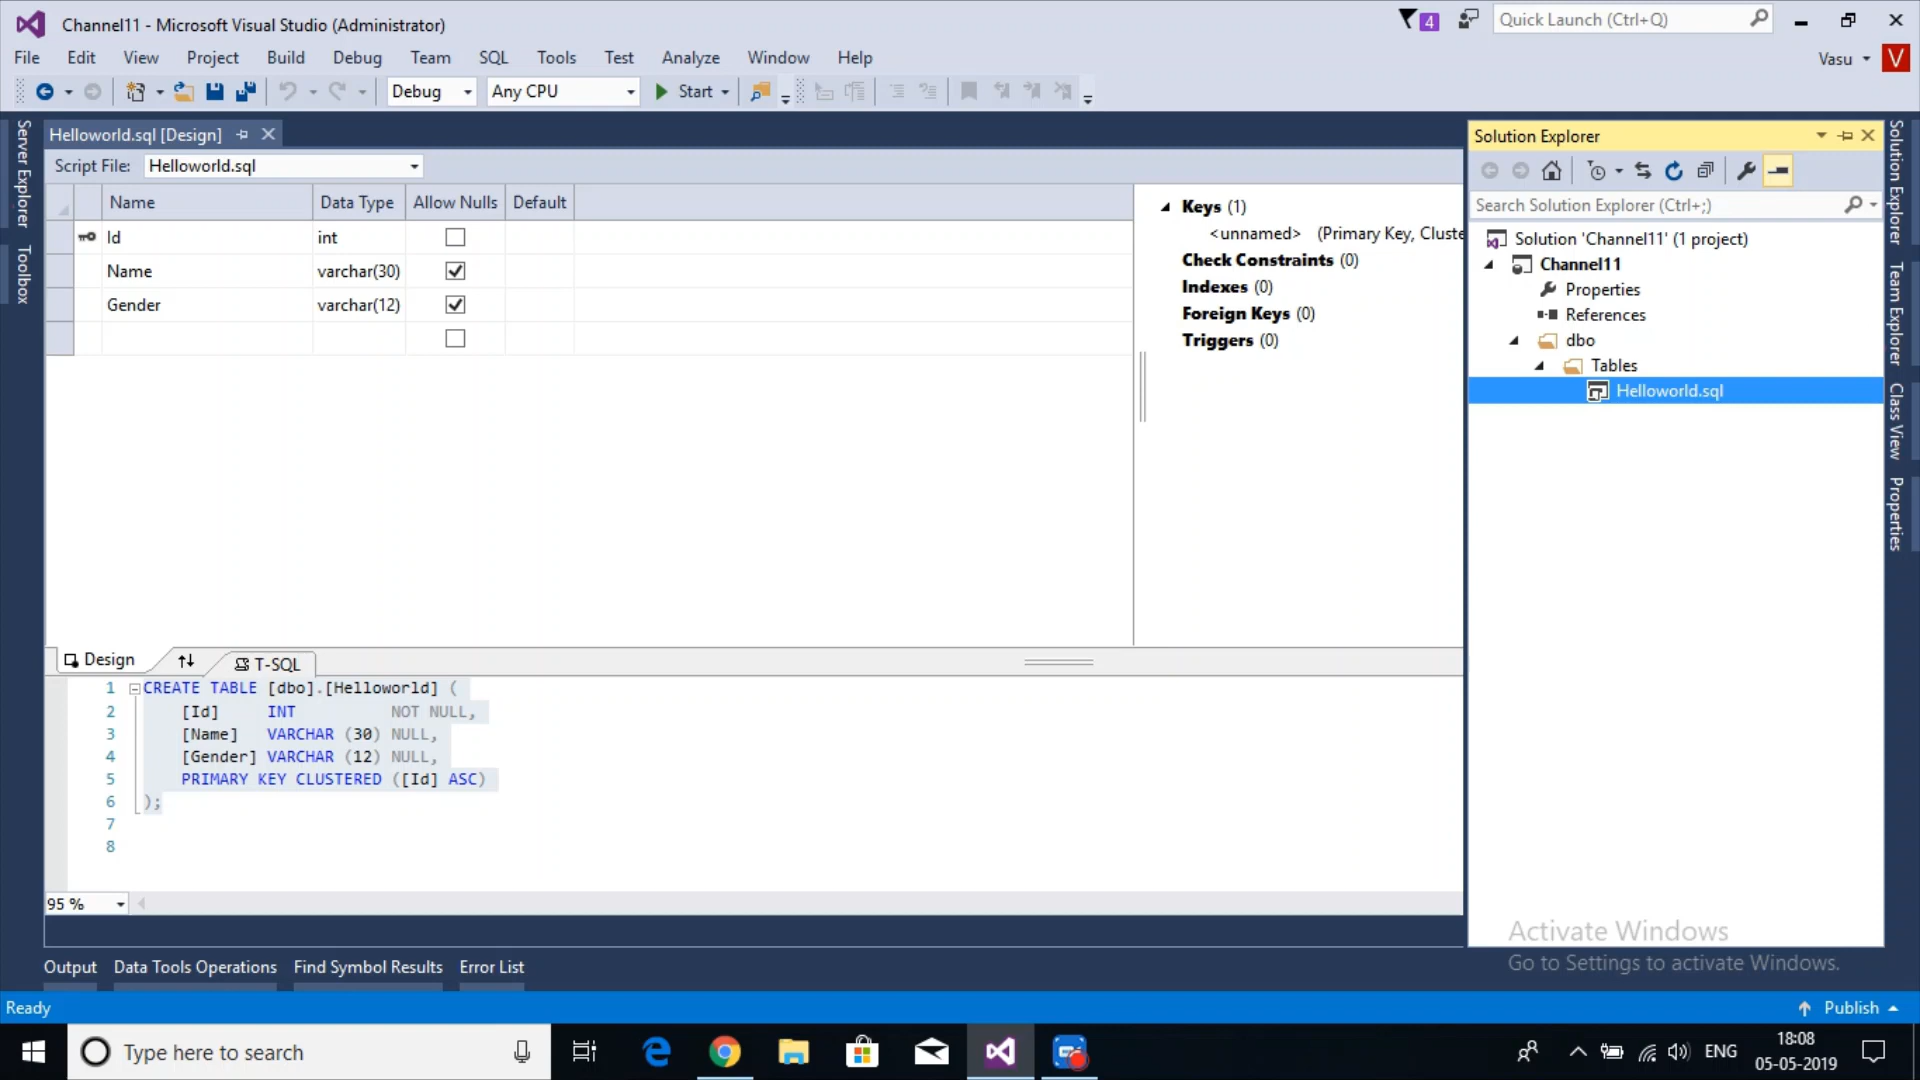 Channel11 - Microsoft Visual Studio (Administrator)
4
Quick Launch (Ctrl+Q)
File Edit View Project Build Debug Team SQL Tools Test Analyze Window Help
Vasu
V
Debug Any CPU Start
Server Explorer
Toolbox
Helloworld.sql [Design]
Script File: Helloworld.sql
Name Data Type Allow Nulls Default
Id int
Name varchar(30)
Gender varchar(12)
Keys (1)
<unnamed> (Primary Key, Cluste
Check Constraints (0)
Indexes (0)
Foreign Keys (0)
Triggers (0)
Design
T-SQL
1 CREATE TABLE [dbo].[Helloworld] (
2 [Id] INT NOT NULL,
3 [Name] VARCHAR (30) NULL,
4 [Gender] VARCHAR (12) NULL,
5 PRIMARY KEY CLUSTERED ([Id] ASC)
6 );
7
8
95 %
Solution Explorer
Search Solution Explorer (Ctrl+;)
Solution 'Channel11' (1 project)
Channel11
Properties
References
dbo
Tables
Helloworld.sql
Solution Explorer
Team Explorer
Class View
Properties
Activate Windows
Go to Settings to activate Windows.
Output Data Tools Operations Find Symbol Results Error List
Ready
Publish
Type here to search
ENG
18:08
05-05-2019